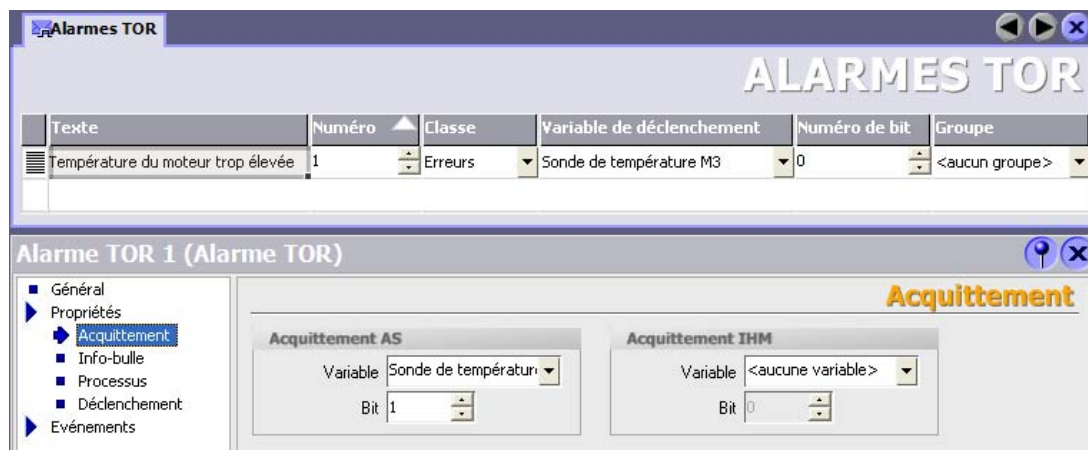 Alarmes TOR
ALARMES TOR
Texte Numéro Classe Variable de déclenchement Numéro de bit Groupe
Température du moteur trop élevée 1 Erreurs Sonde de température M3 0 <aucun groupe>
Alarme TOR 1 (Alarme TOR)
Général
Propriétés
Acquittement
Info-bulle
Processus
Déclenchement
Evénements
Acquittement
Acquittement AS
Variable Sonde de températur
Bit 1
Acquittement IHM
Variable <aucune variable>
Bit 0